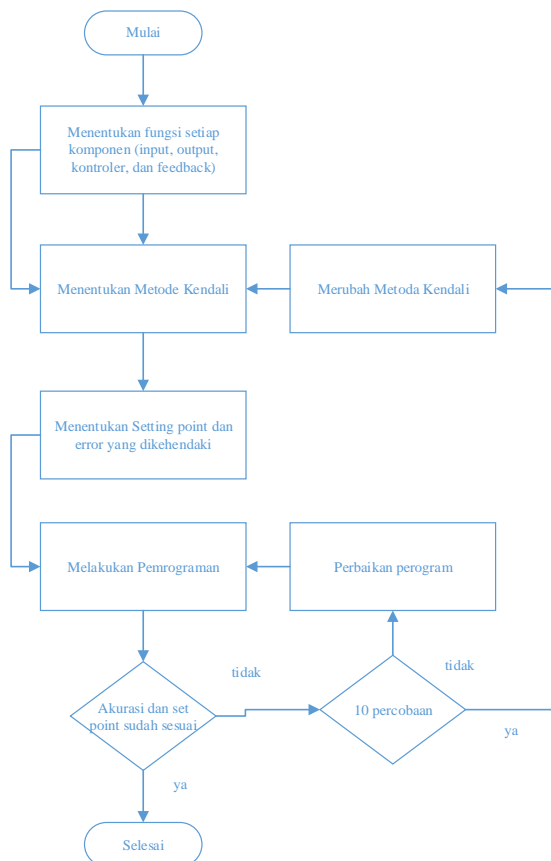 Mulai
Menentukan fungsi setiap
komponen (input, output,
kontroler, dan feedback)
Menentukan Metode Kendali
Merubah Metoda Kendali
Menentukan Setting point dan
error yang dikehendaki
Melakukan Pemrograman
Perbaikan perogram
tidak
tidak
Akurasi dan set
point sudah sesuai
10 percobaan
ya
ya
Selesai